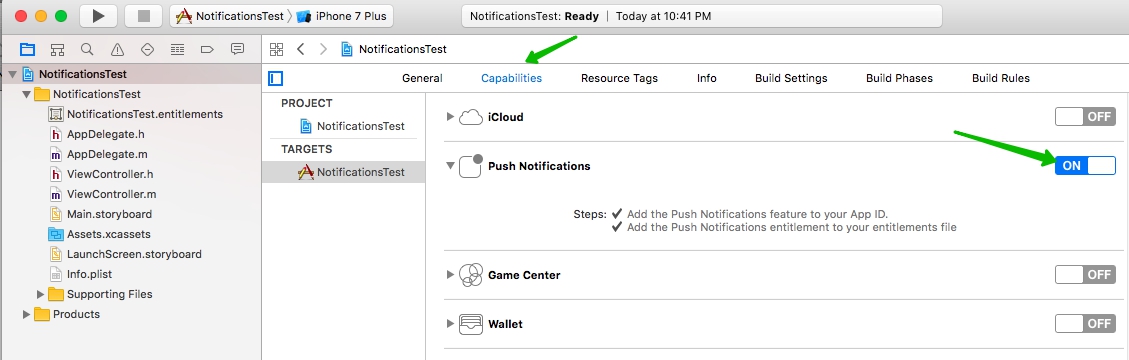 NotificationsTest iPhone 7 Plus
NotificationsTest: Ready | Today at 10:41 PM
NotificationsTest
NotificationsTest
NotificationsTest.entitlements
h AppDelegate.h
m AppDelegate.m
h ViewController.h
m ViewController.m
Main.storyboard
Assets.xcassets
LaunchScreen.storyboard
Info.plist
Supporting Files
Products
NotificationsTest
General Capabilities Resource Tags Info Build Settings Build Phases Build Rules
PROJECT
NotificationsTest
TARGETS
NotificationsTest
iCloud OFF
Push Notifications ON
Steps: ✔ Add the Push Notifications feature to your App ID.
✔ Add the Push Notifications entitlement to your entitlements file
Game Center OFF
Wallet OFF